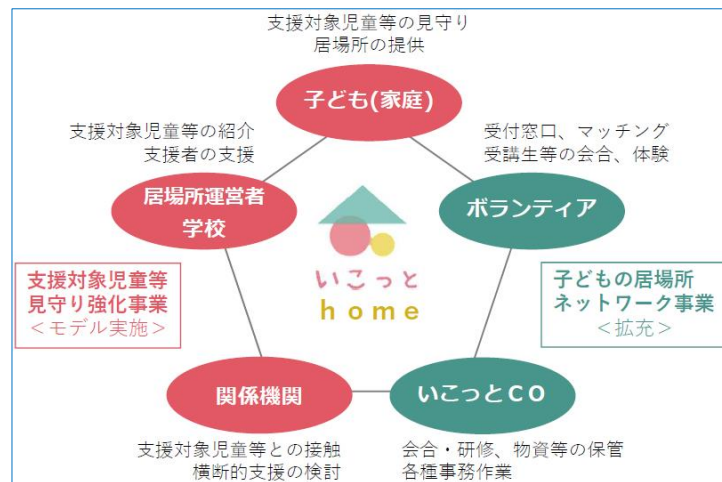 支援対象児童等の見守り
居場所の提供
子ども(家庭)
支援対象児童等の紹介
支援者の支援
受付窓口、マッチング
受講生等の会合、体験
居場所運営者
学校
ボランティア
いこっと
home
支援対象児童等
見守り強化事業
＜モデル実施＞
子どもの居場所
ネットワーク事業
＜拡充＞
関係機関
いこっとＣＯ
支援対象児童等との接触
横断的支援の検討
会合・研修、物資等の保管
各種事務作業